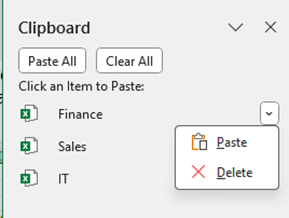 Clipboard
Paste All Clear All
Click an Item to Paste:
Finance
Paste
Sales
Delete
IT